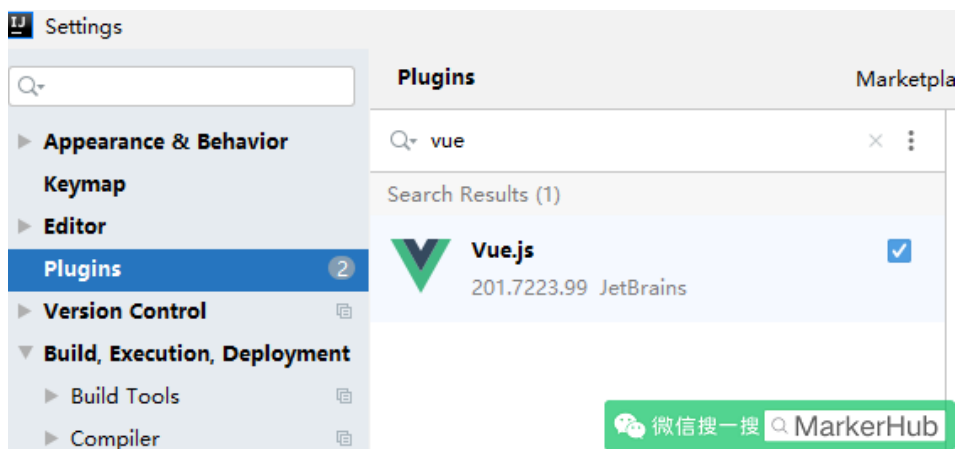 Settings
Plugins
Marketpla
Appearance & Behavior
vue
Keymap
Search Results (1)
Editor
Plugins 2
Vue.js
201.7223.99 JetBrains
Version Control
Build, Execution, Deployment
Build Tools
Compiler
微信搜一搜 MarkerHub